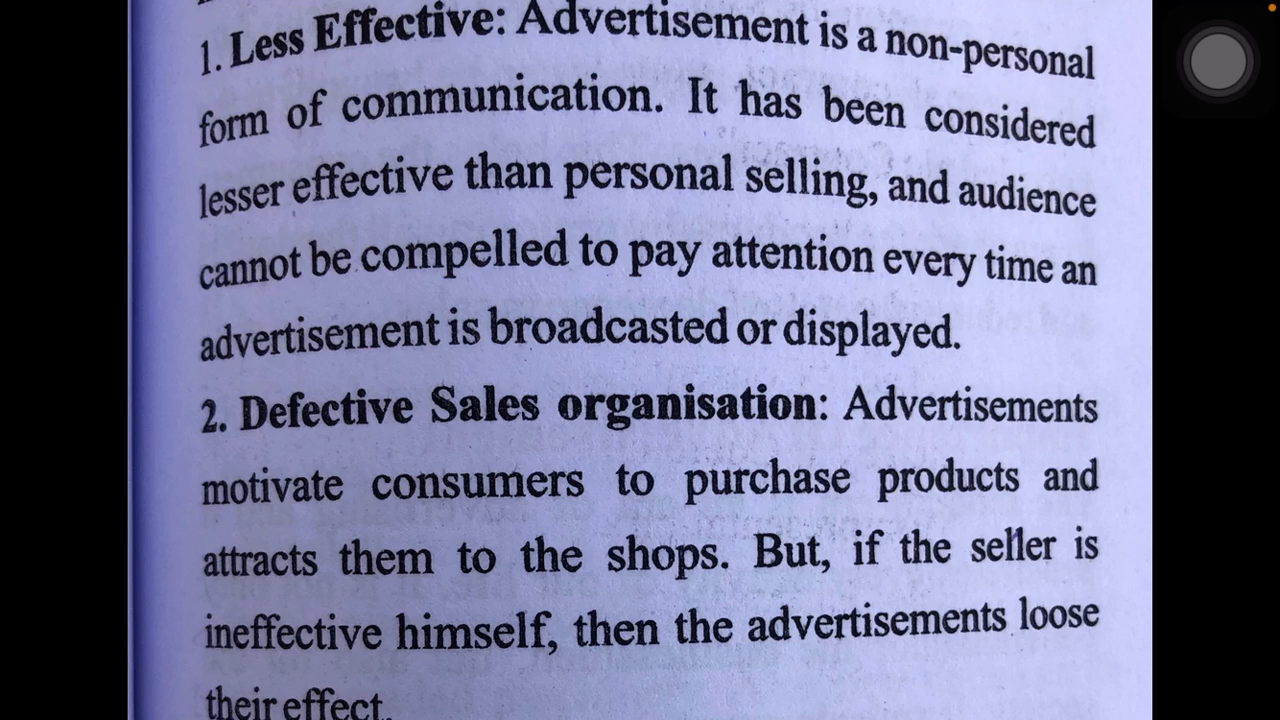 1. Less Effective: Advertisement is a non-personal
form of communication. It has been considered
lesser effective than personal selling, and audience
cannot be compelled to pay attention every time an
advertisement is broadcasted or displayed.
2. Defective Sales organisation: Advertisements
motivate consumers to purchase products and
attracts them to the shops. But, if the seller is
ineffective himself, then the advertisements loose
their effect.